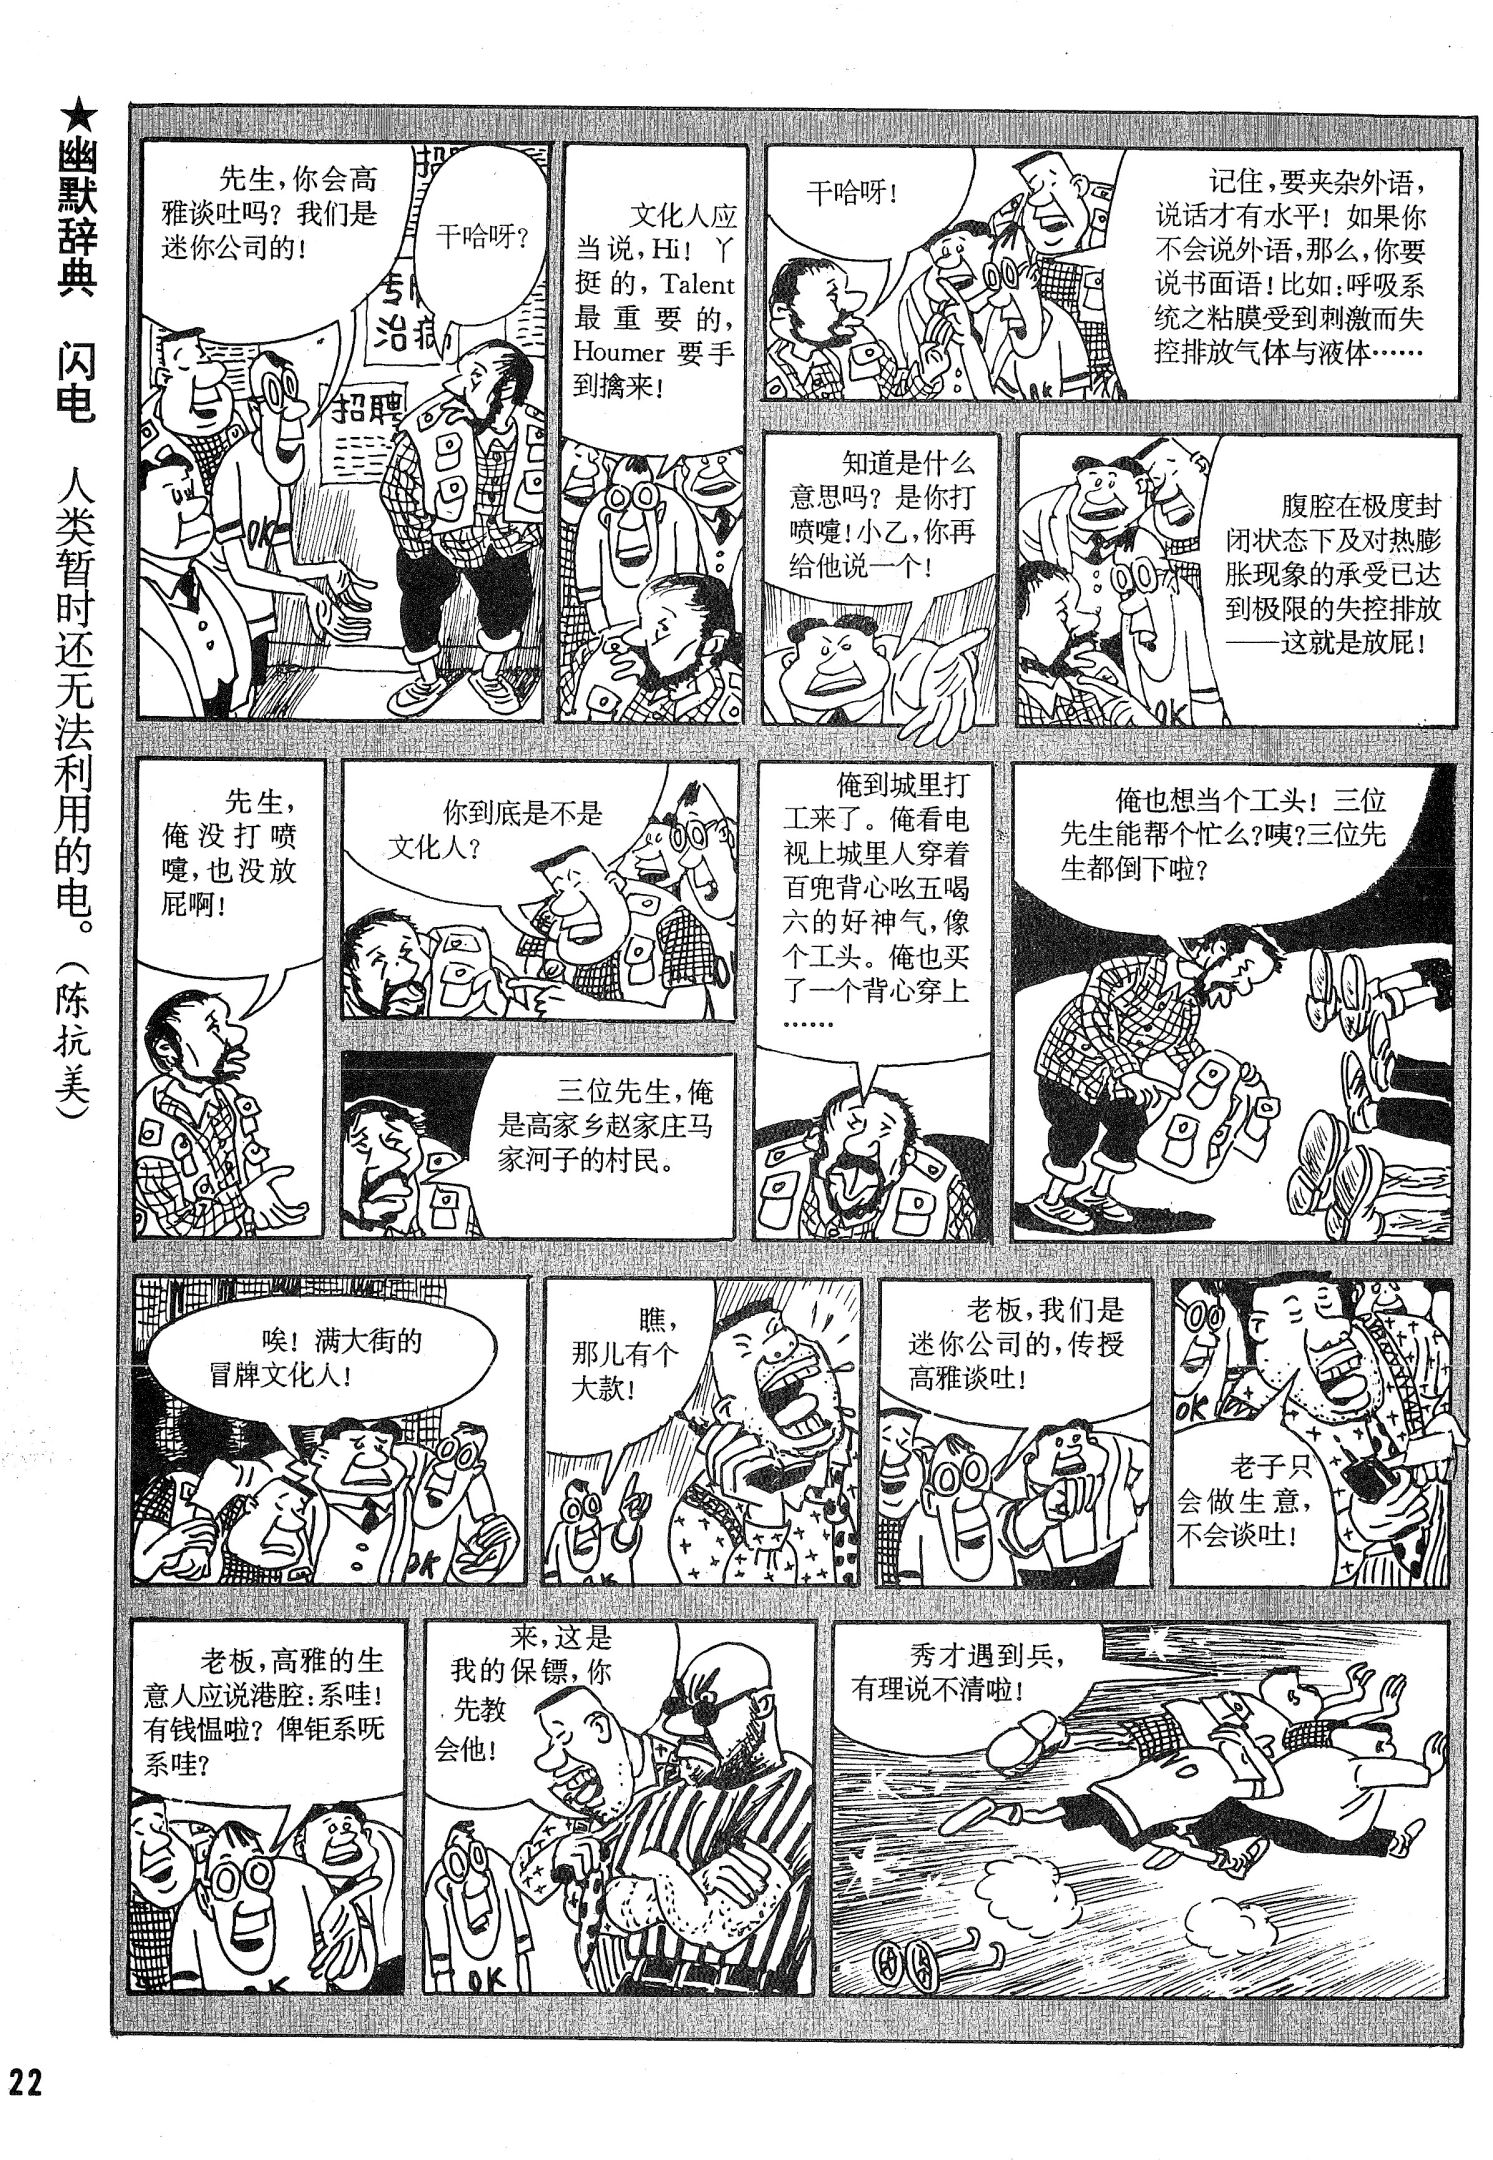 ★幽默辞典 闪电 人类暂时还无法利用的电。(陈抗美)
先生,你会高
雅谈吐吗?我们是
迷你公司的!
干哈呀?
招聘
治病
OK
文化人应
当说,Hi!丫
挺的,Talent
最重要的,
Houmer 要手
到擒来!
干哈呀!
记住,要夹杂外语,
说话才有水平!如果你
不会说外语,那么,你要
说书面语!比如:呼吸系
统之粘膜受到刺激而失
控排放气体与液体……
OK
知道是什么
意思吗?是你打
喷嚏!小乙,你再
给他说一个!
腹腔在极度封
闭状态下及对热膨
胀现象的承受已达
到极限的失控排放
——这就是放屁!
OK
先生,
俺没打喷
嚏,也没放
屁啊!
你到底是不是
文化人?
三位先生,俺
是高家乡赵家庄马
家河子的村民。
俺到城里打
工来了。俺看电
视上城里人穿着
百兜背心吆五喝
六的好神气,像
个工头。俺也买
了一个背心穿上
……
俺也想当个工头!三位
先生能帮个忙么?咦?三位先
生都倒下啦?
唉!满大街的
冒牌文化人!
OK
瞧,
那儿有个
大款!
老板,我们是
迷你公司的,传授
高雅谈吐!
OK
老子只
会做生意,
不会谈吐!
老板,高雅的生
意人应说港腔:系哇!
有钱愠啦?俾钜系呒
系哇?
OK
来,这是
我的保镖,你
先教
会他!
OK
秀才遇到兵,
有理说不清啦!
22